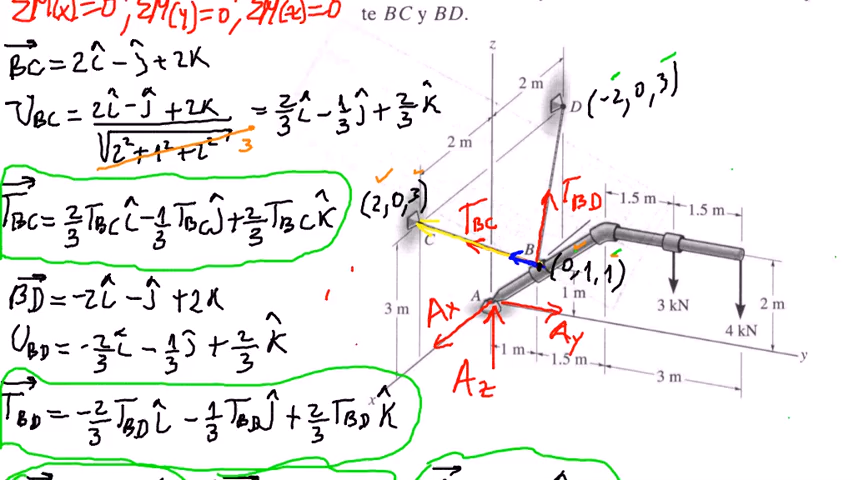 ΣM(x)=0 ; ΣM(y)=0; ΣM(z)=0
te BC y BD.
BC = 2î - ĵ + 2K
U_BC = 2î - ĵ + 2K / √2²+1²+2² 3 = 2/3 î - 1/3 ĵ + 2/3 K̂
T_BC = 2/3 T_BC î - 1/3 T_BC ĵ + 2/3 T_BC K̂
BD = -2î - ĵ + 2K
U_BD = -2/3 î - 1/3 ĵ + 2/3 K̂
T_BD = -2/3 T_BD î - 1/3 T_BD ĵ + 2/3 T_BD K̂
z
2 m
D (-2,0,3)
2 m
(2,0,3)
C
T_BC
T_BD
1.5 m
1.5 m
B
(0,1,1)
A
1 m
3 kN
2 m
3 m
Ax
Ay
4 kN
Az
1 m
1.5 m
y
3 m
x